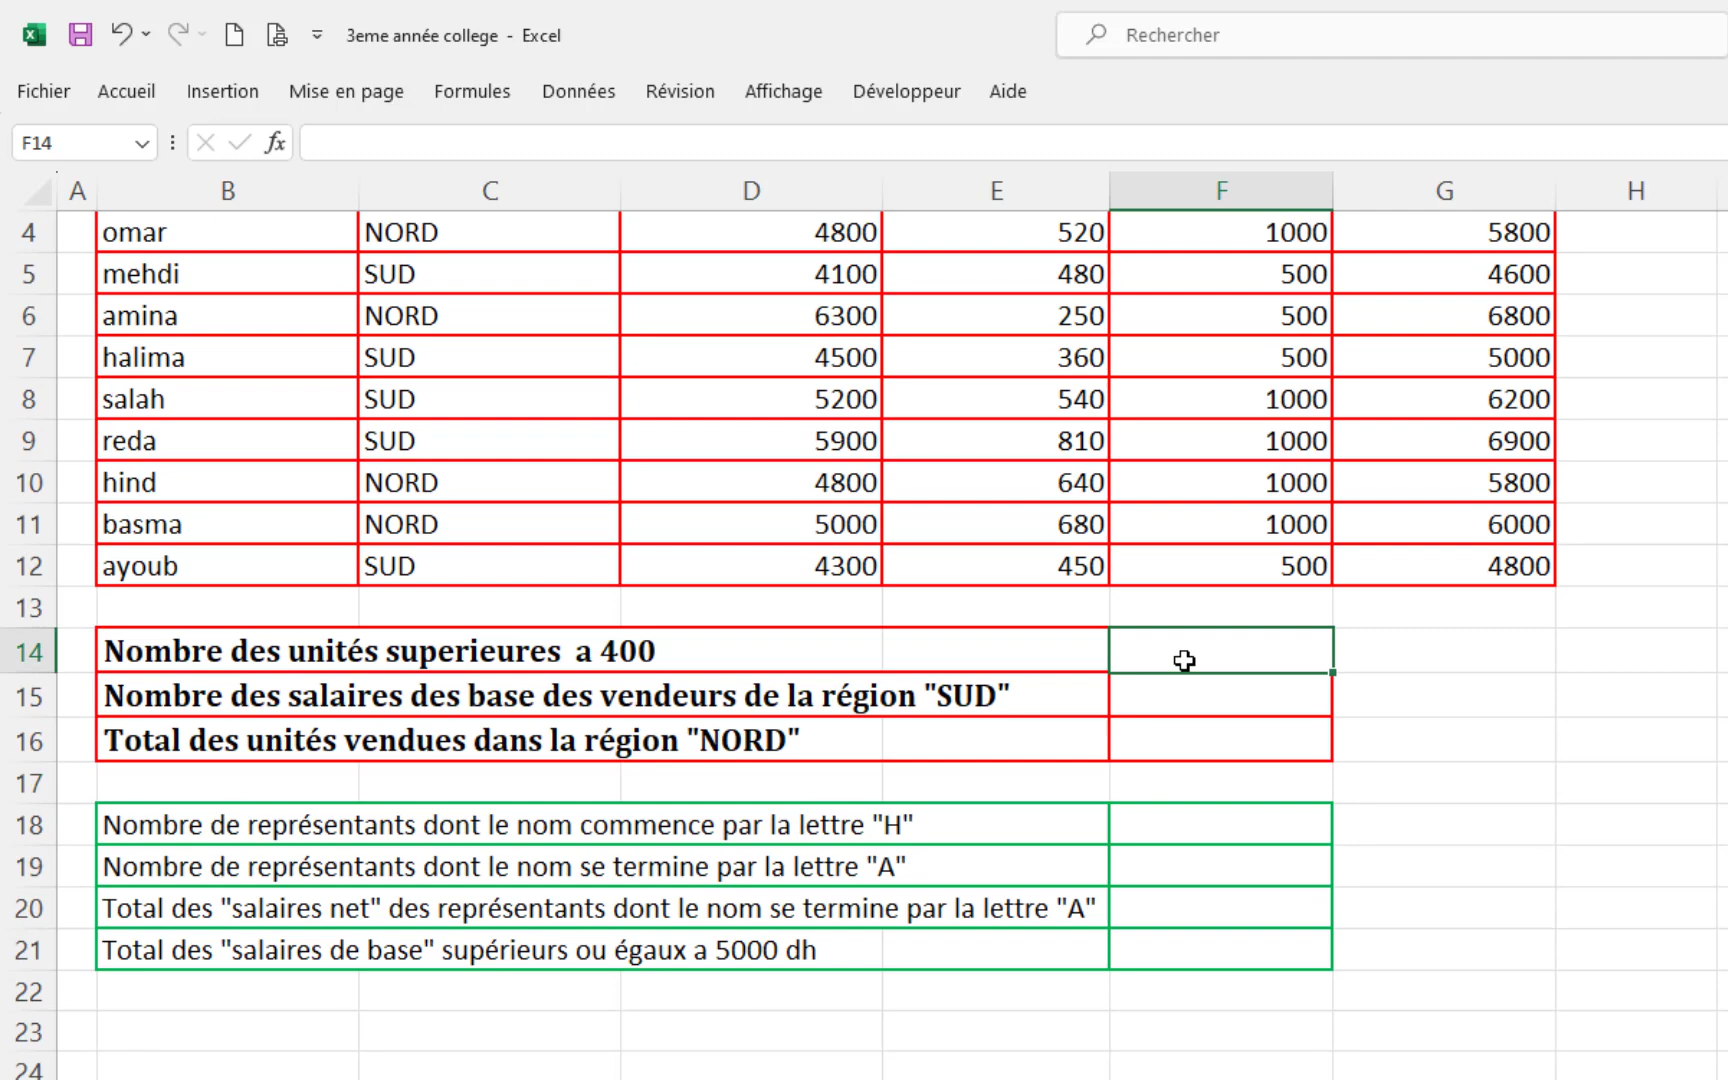 3eme année college - Excel
Rechercher
Fichier Accueil Insertion Mise en page Formules Données Révision Affichage Développeur Aide
F14 fx
A B C D E F G H
4 omar NORD 4800 520 1000 5800
5 mehdi SUD 4100 480 500 4600
6 amina NORD 6300 250 500 6800
7 halima SUD 4500 360 500 5000
8 salah SUD 5200 540 1000 6200
9 reda SUD 5900 810 1000 6900
10 hind NORD 4800 640 1000 5800
11 basma NORD 5000 680 1000 6000
12 ayoub SUD 4300 450 500 4800
13
14 Nombre des unités superieures a 400
15 Nombre des salaires des base des vendeurs de la région "SUD"
16 Total des unités vendues dans la région "NORD"
17
18 Nombre de représentants dont le nom commence par la lettre "H"
19 Nombre de représentants dont le nom se termine par la lettre "A"
20 Total des "salaires net" des représentants dont le nom se termine par la lettre "A"
21 Total des "salaires de base" supérieurs ou égaux a 5000 dh
22
23
24